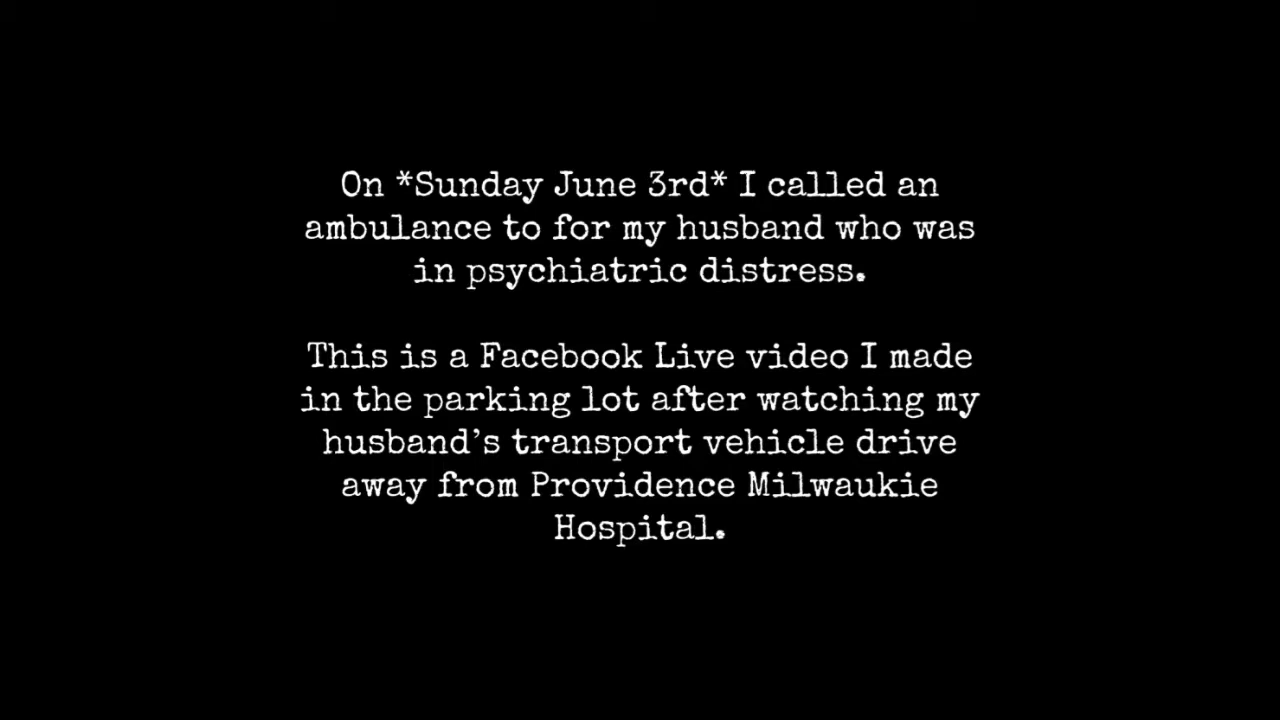 On *Sunday June 3rd* I called an
ambulance to for my husband who was
in psychiatric distress.
This is a Facebook Live video I made
in the parking lot after watching my
husband’s transport vehicle drive
away from Providence Milwaukie
Hospital.